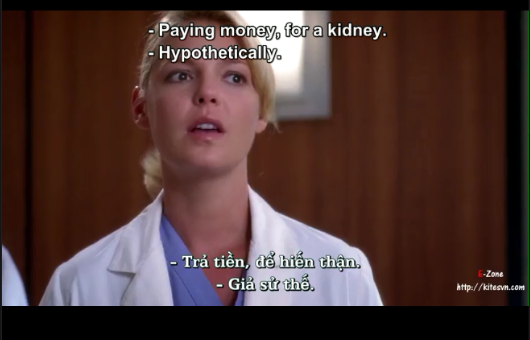 - Paying money, for a kidney.
- Hypothetically.
- Trả tiền, để hiến thận.
- Giả sử thế.
E-Zone
http://kitesvn.com